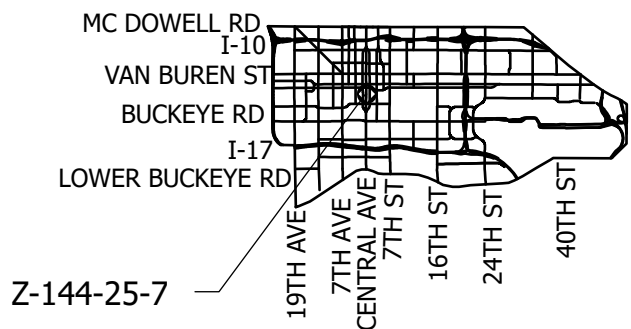 MC DOWELL RD
I-10
VAN BUREN ST
BUCKEYE RD
I-17
LOWER BUCKEYE RD
19TH AVE
7TH AVE
CENTRAL AVE
7TH ST
16TH ST
24TH ST
40TH ST
Z-144-25-7